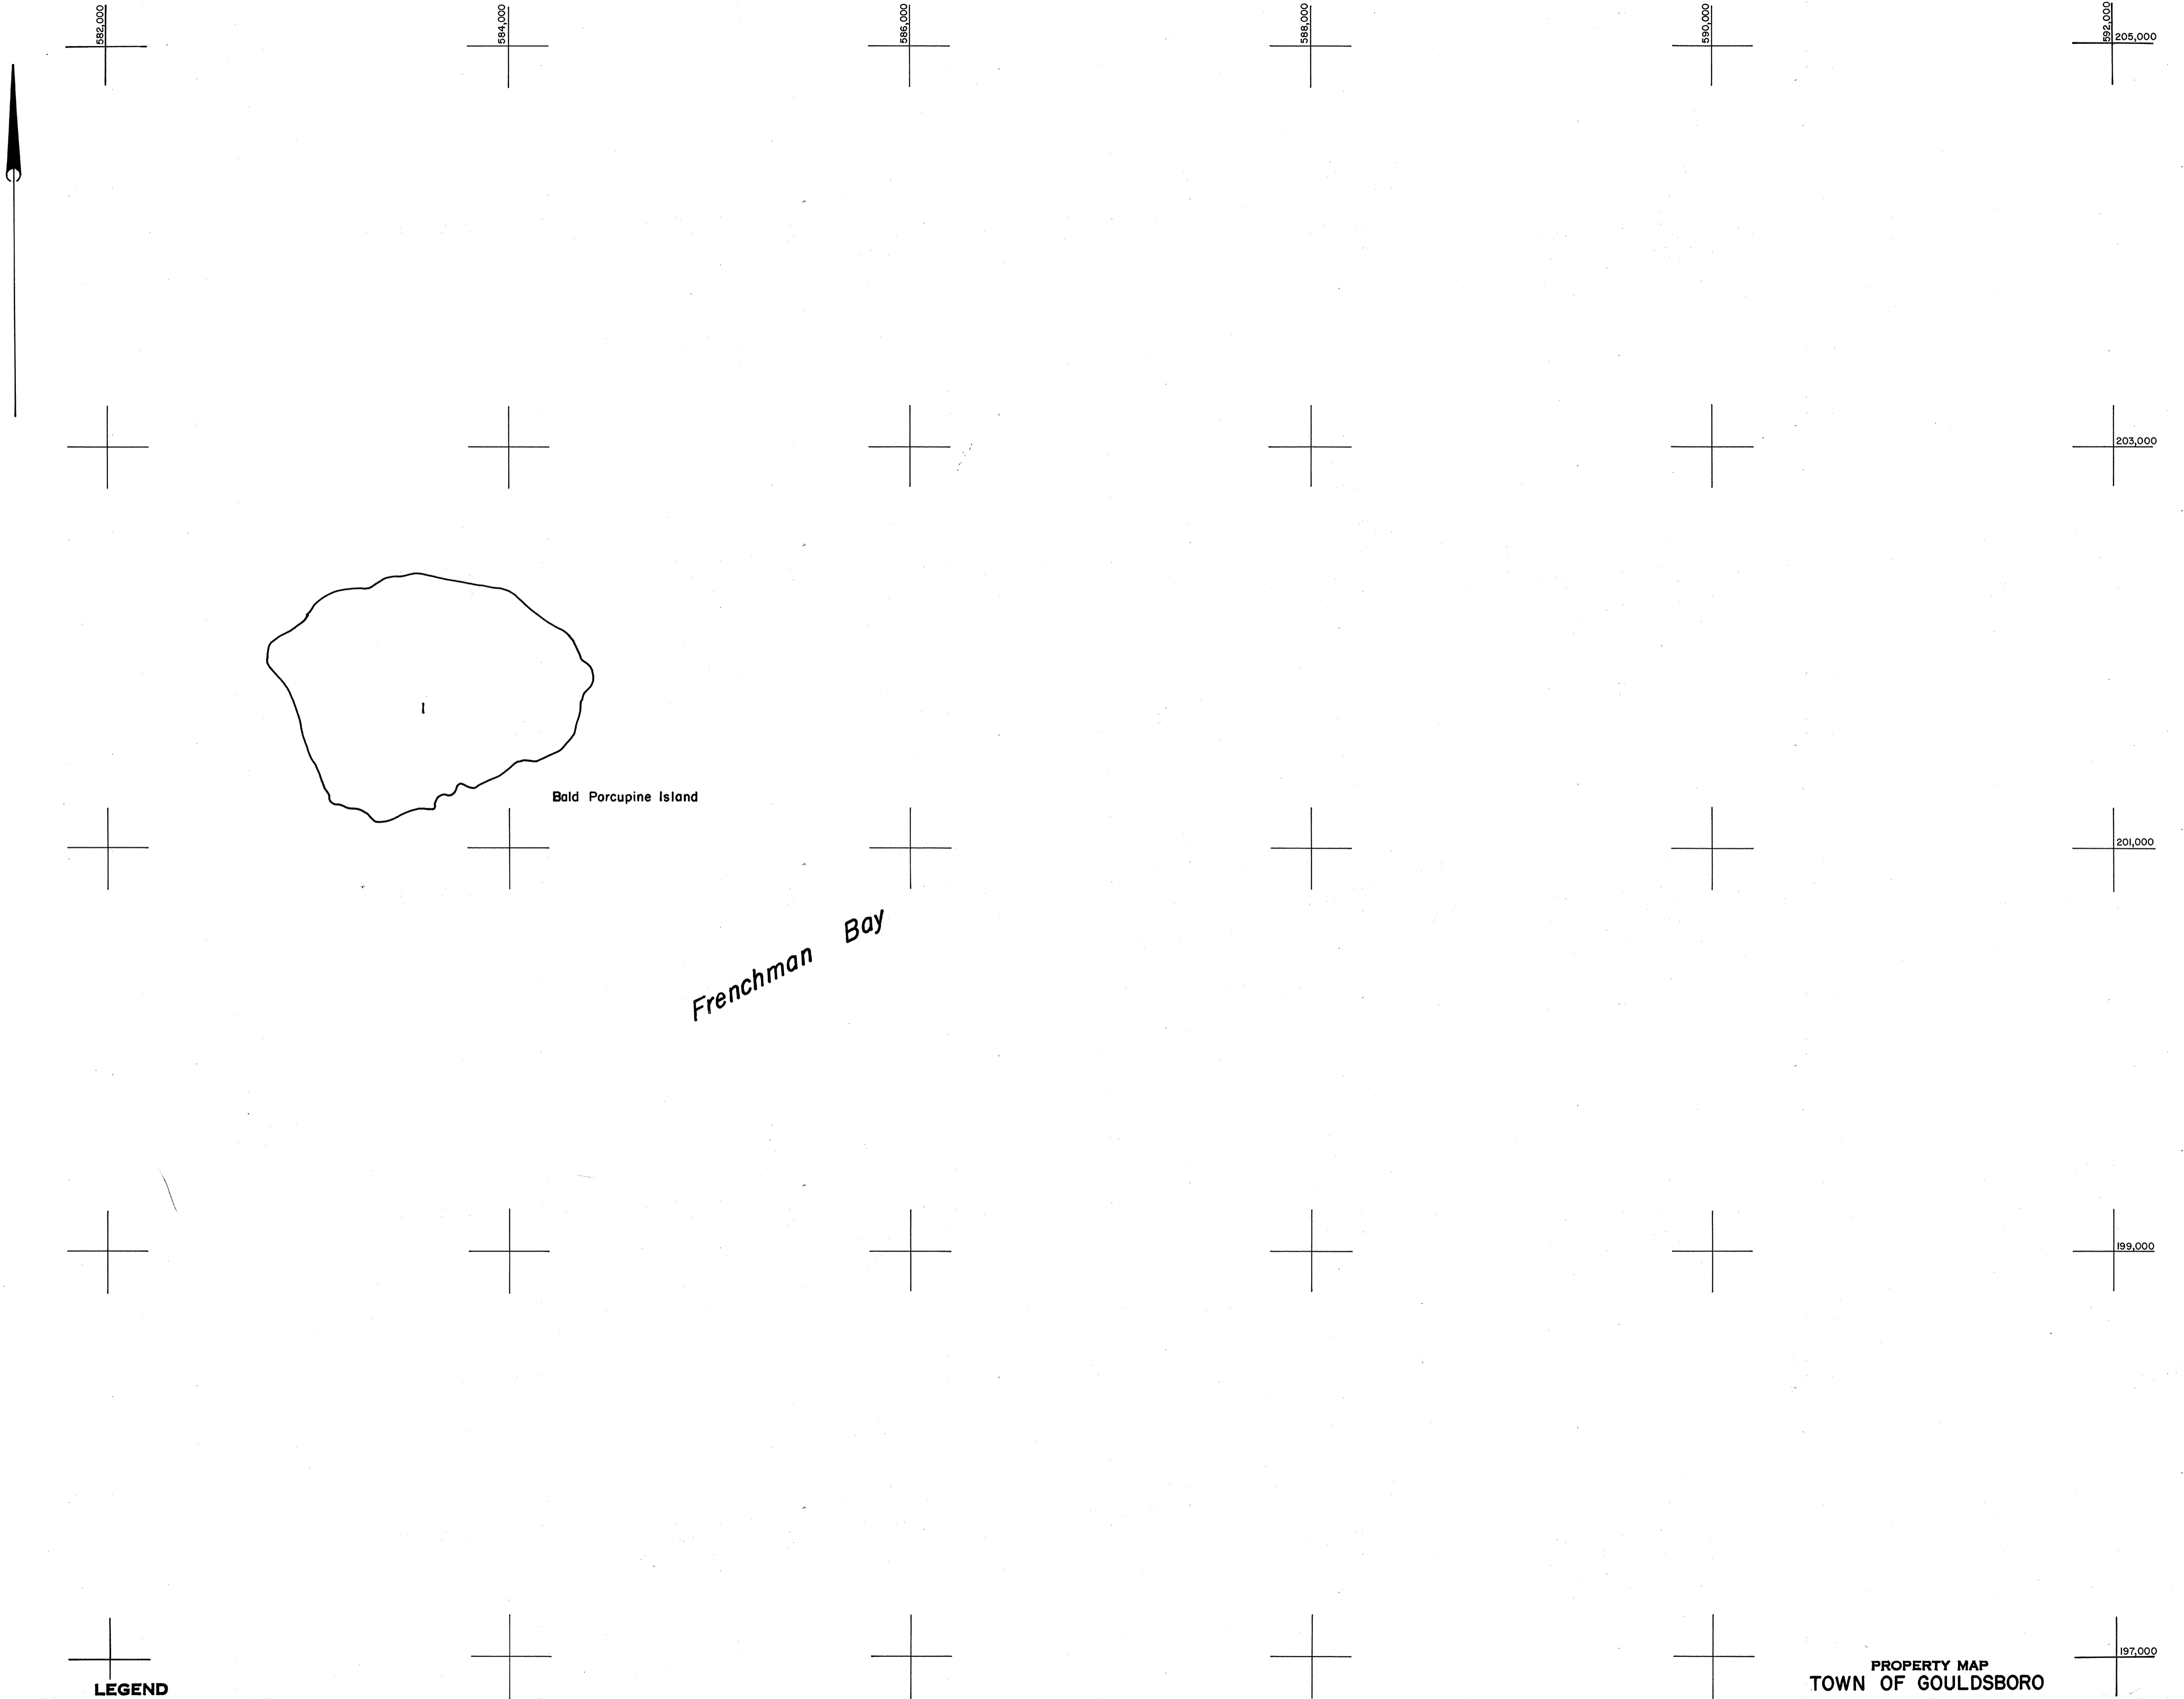 582,000
584,000
586,000
588,000
590,000
592,000
205,000
203,000
1
Bald Porcupine Island
201,000
Frenchman Bay
199,000
197,000
LEGEND
PROPERTY MAP
TOWN OF GOULDSBORO